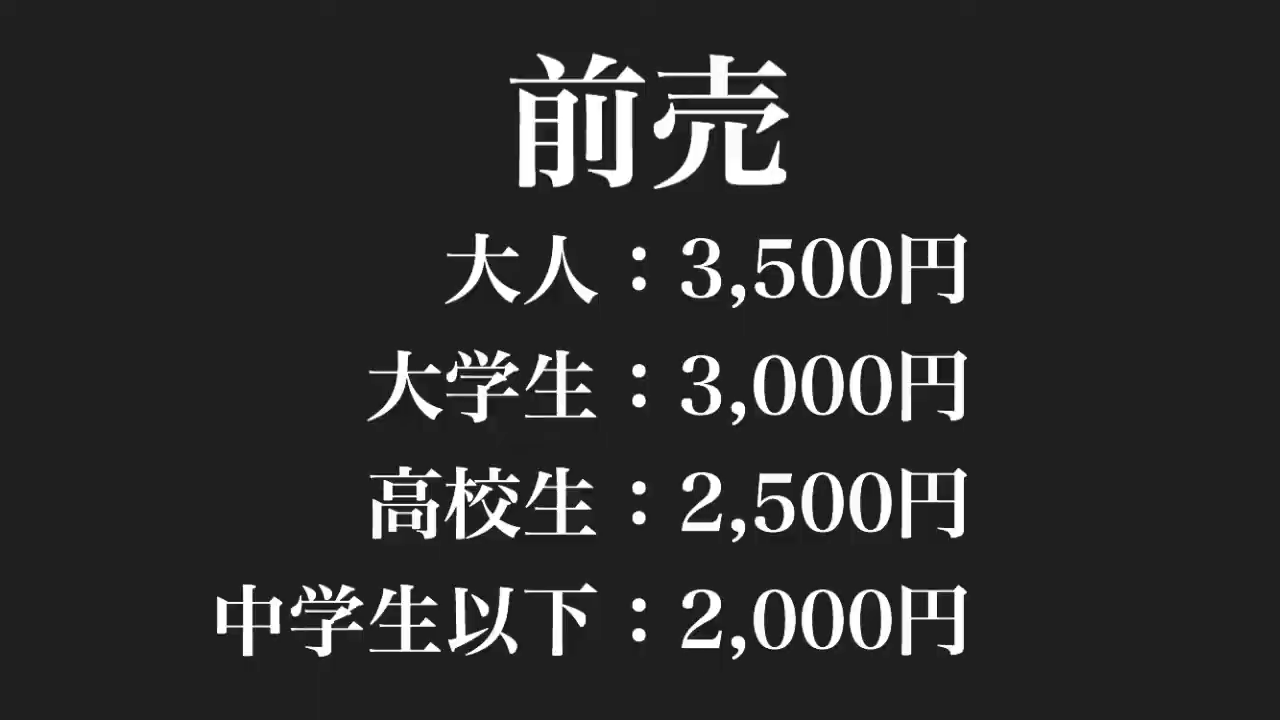 前売
大人：3,500円
大学生：3,000円
高校生：2,500円
中学生以下：2,000円